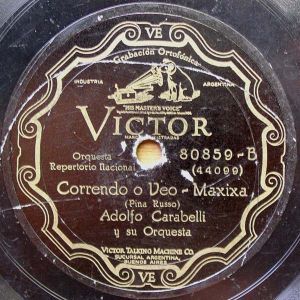 VE
Grabación Ortofónica
INDUSTRIA
ARGENTINA
"HIS MASTER'S VOICE"
VICTOR
Orquesta
80859-B
Repertorio Nacional
(44099)
Correndo o Veo - Máxixa
(Pina Russo)
Adolfo Carabelli
y su Orquesta
VICTOR TALKING MACHINE CO.
SUCURSAL ARGENTINA,
BUENOS AIRES
VE